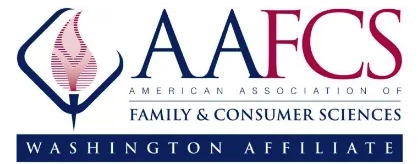 AAFCS
AMERICAN ASSOCIATION OF
FAMILY & CONSUMER SCIENCES
WASHINGTON AFFILIATE